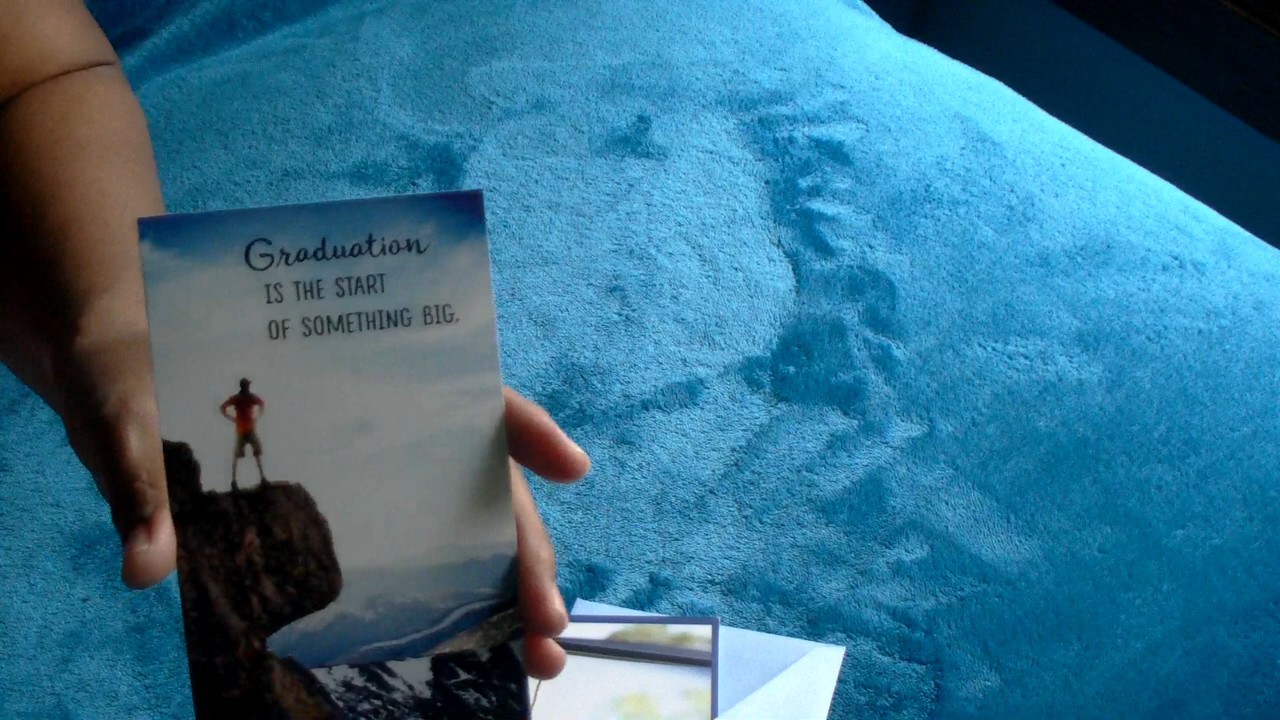 Graduation
IS THE START
OF SOMETHING BIG.